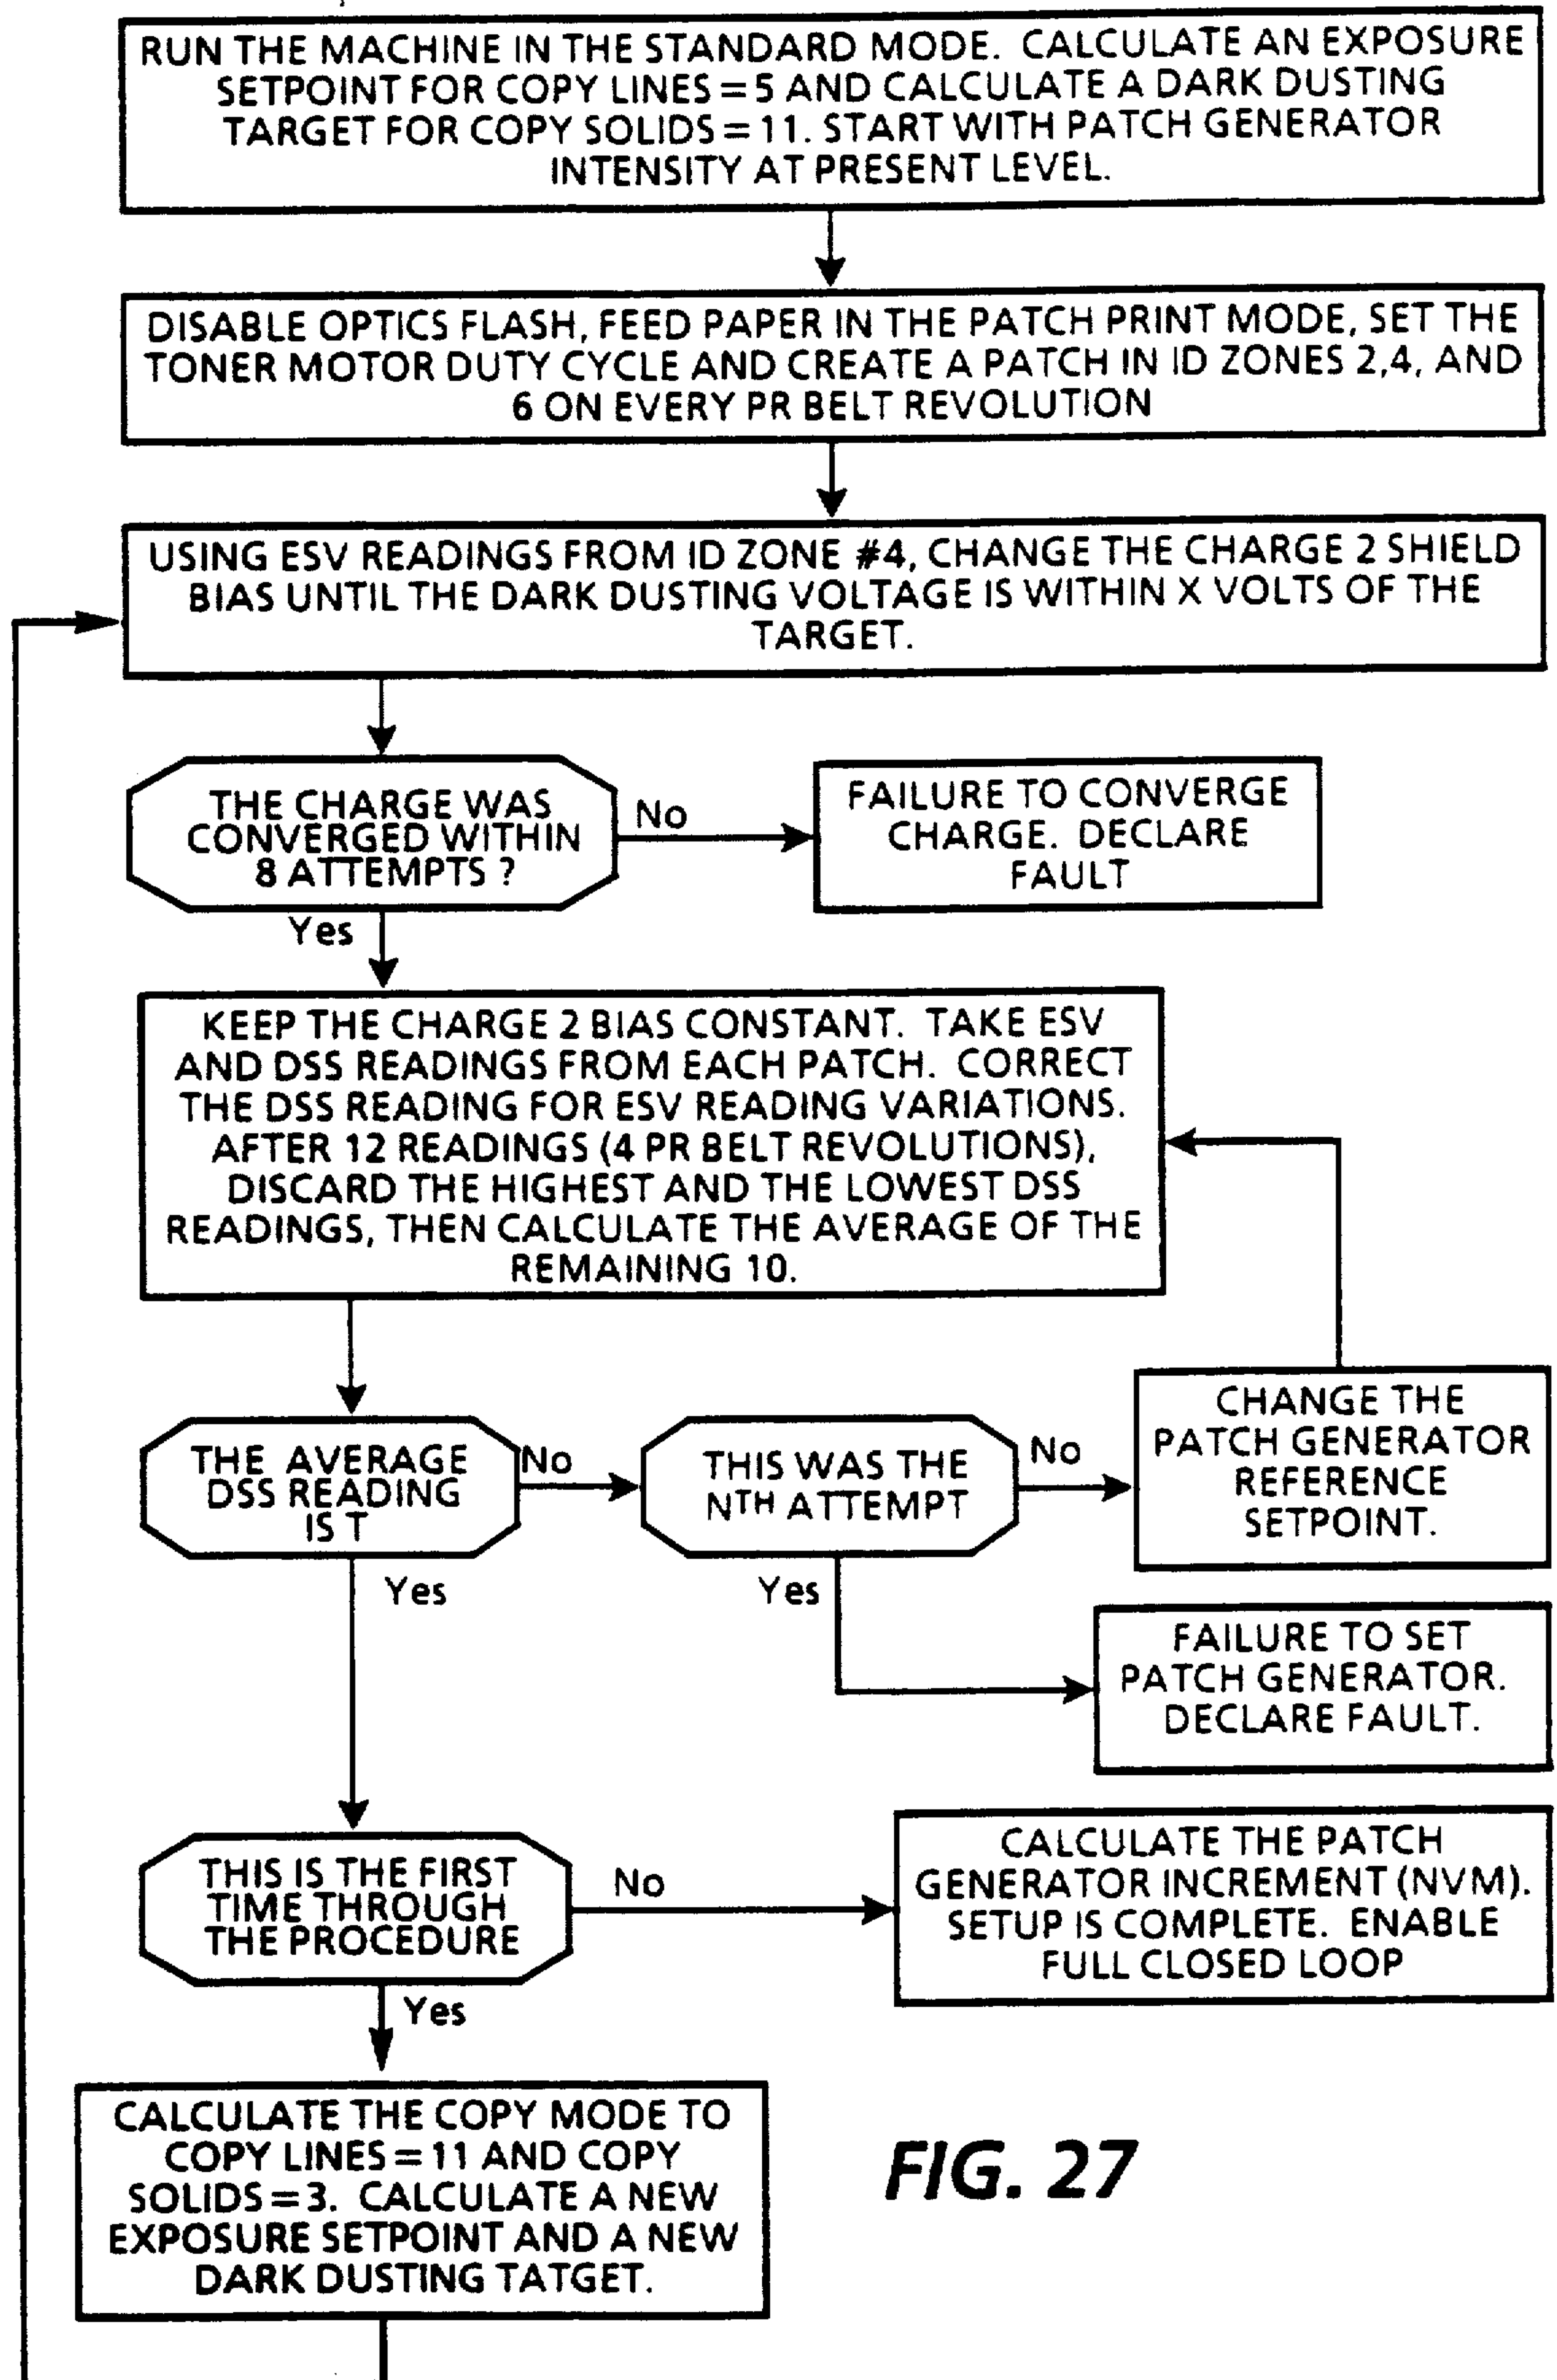 RUN THE MACHINE IN THE STANDARD MODE. CALCULATE AN EXPOSURE
SETPOINT FOR COPY LINES = 5 AND CALCULATE A DARK DUSTING
TARGET FOR COPY SOLIDS = 11. START WITH PATCH GENERATOR
INTENSITY AT PRESENT LEVEL.
DISABLE OPTICS FLASH, FEED PAPER IN THE PATCH PRINT MODE, SET THE
TONER MOTOR DUTY CYCLE AND CREATE A PATCH IN ID ZONES 2,4, AND
6 ON EVERY PR BELT REVOLUTION
USING ESV READINGS FROM ID ZONE #4, CHANGE THE CHARGE 2 SHIELD
BIAS UNTIL THE DARK DUSTING VOLTAGE IS WITHIN X VOLTS OF THE
TARGET.
THE CHARGE WAS
CONVERGED WITHIN
8 ATTEMPTS ?
No
FAILURE TO CONVERGE
CHARGE. DECLARE
FAULT
Yes
KEEP THE CHARGE 2 BIAS CONSTANT. TAKE ESV
AND DSS READINGS FROM EACH PATCH. CORRECT
THE DSS READING FOR ESV READING VARIATIONS.
AFTER 12 READINGS (4 PR BELT REVOLUTIONS),
DISCARD THE HIGHEST AND THE LOWEST DSS
READINGS, THEN CALCULATE THE AVERAGE OF THE
REMAINING 10.
THE AVERAGE
DSS READING
IS T
No
THIS WAS THE
NTH ATTEMPT
No
CHANGE THE
PATCH GENERATOR
REFERENCE
SETPOINT.
Yes
Yes
FAILURE TO SET
PATCH GENERATOR.
DECLARE FAULT.
THIS IS THE FIRST
TIME THROUGH
THE PROCEDURE
No
CALCULATE THE PATCH
GENERATOR INCREMENT (NVM).
SETUP IS COMPLETE. ENABLE
FULL CLOSED LOOP
Yes
CALCULATE THE COPY MODE TO
COPY LINES = 11 AND COPY
SOLIDS = 3. CALCULATE A NEW
EXPOSURE SETPOINT AND A NEW
DARK DUSTING TATGET.
FIG. 27